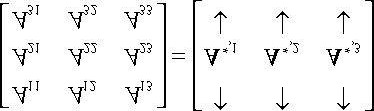 A₁₁ A₁₂ A₁₃ ↑ ↑ ↑
A₂₁ A₂₂ A₂₃ = A*,₁ A*,₂ A*,₃
A₃₁ A₃₂ A₃₃ ↓ ↓ ↓